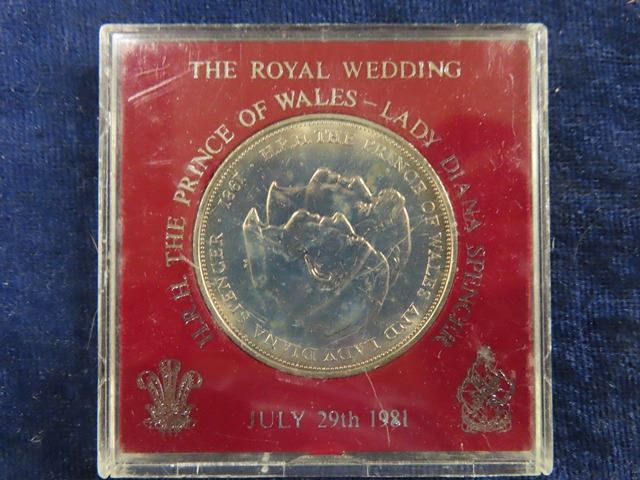 THE ROYAL WEDDING
H.R.H. THE PRINCE OF WALES - LADY DIANA SPENCER
H.R.H. THE PRINCE OF WALES AND LADY DIANA SPENCER 1981
JULY 29th 1981